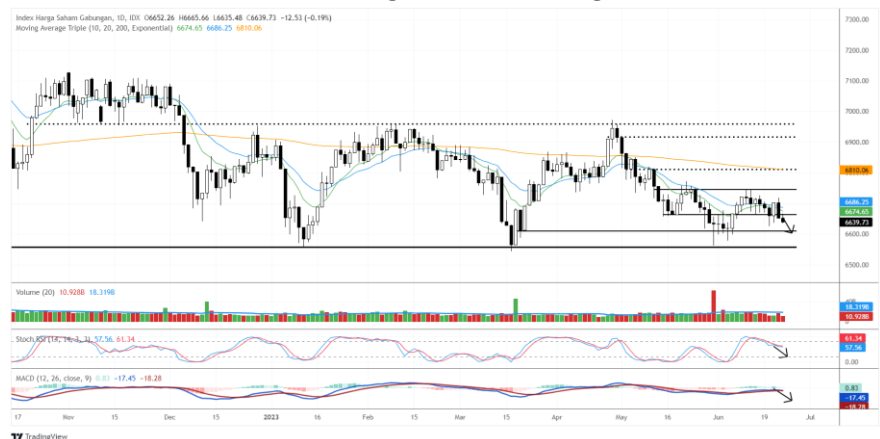 Index Harga Saham Gabungan, 1D, IDX O6652.26 H6665.66 L6635.48 C6639.73 −12.53 (−0.19%)
Moving Average Triple (10, 20, 200, Exponential) 6674.65 6686.25 6810.06
7300.00
7200.00
7100.00
7000.00
6900.00
6810.06
6686.25
6674.65
6639.73
6600.00
6500.00
Volume (20) 10.928B 18.319B
18.319B
10.928B
Stoch RSI (14, 14, 3, 3) 57.56 61.34
61.34
57.56
0.00
MACD (12, 26, close, 9) 0.83 −17.45 −18.28
0.83
−17.45
−18.28
17 Nov 15 Dec 15 2023 16 Feb 15 Mar 15 Apr May 16 Jun 19 Jul
TradingView